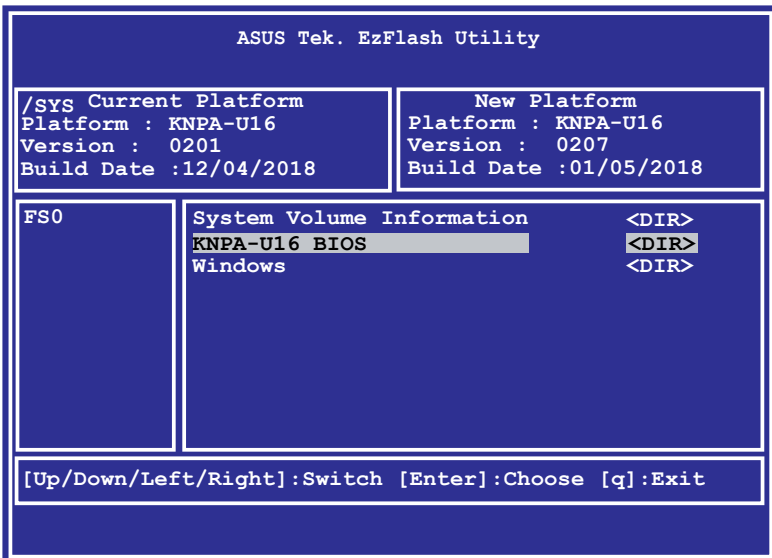 ASUS Tek. EzFlash Utility
/SYS Current Platform
Platform : KNPA-U16
Version : 0201
Build Date :12/04/2018
New Platform
Platform : KNPA-U16
Version : 0207
Build Date :01/05/2018
FS0
System Volume Information <DIR>
KNPA-U16 BIOS <DIR>
Windows <DIR>
[Up/Down/Left/Right]:Switch [Enter]:Choose [q]:Exit